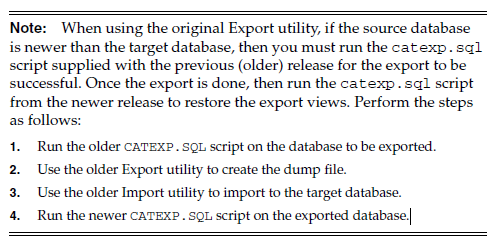 Note: When using the original Export utility, if the source database
is newer than the target database, then you must run the catexp.sql
script supplied with the previous (older) release for the export to be
successful. Once the export is done, then run the catexp.sql script
from the newer release to restore the export views. Perform the steps
as follows:
1. Run the older CATEXP.SQL script on the database to be exported.
2. Use the older Export utility to create the dump file.
3. Use the older Import utility to import to the target database.
4. Run the newer CATEXP.SQL script on the exported database.